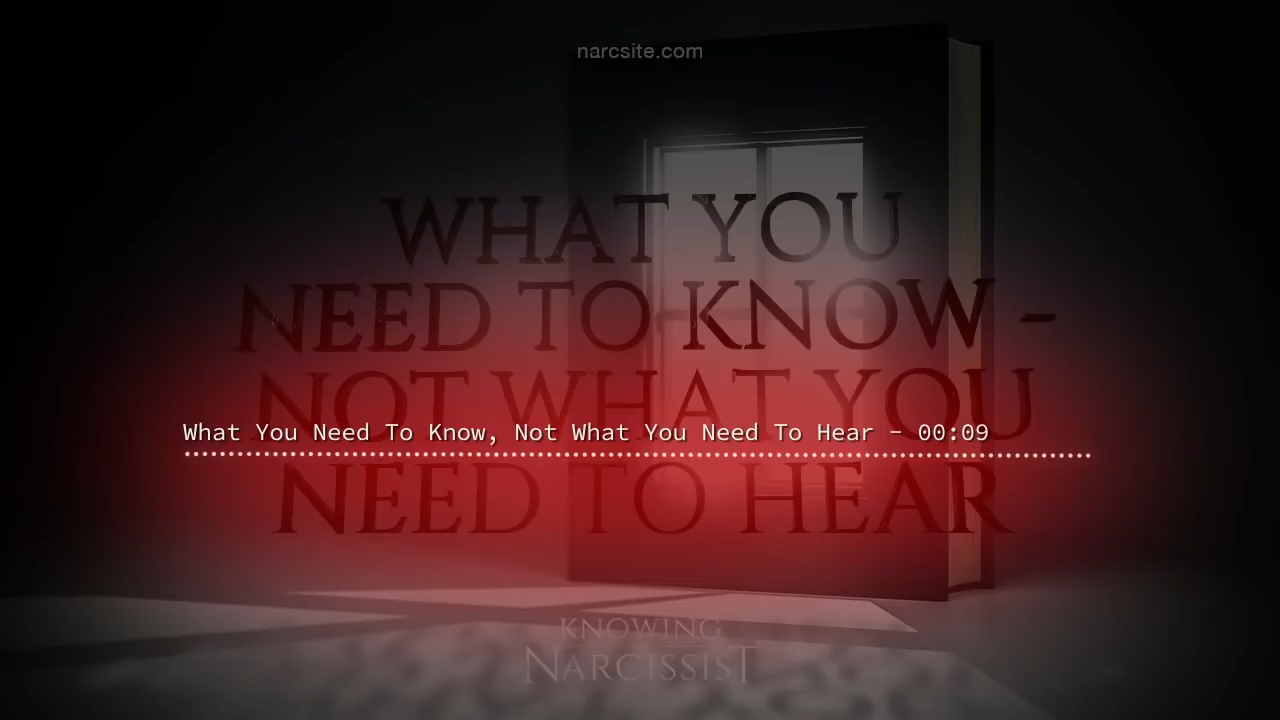 narcsite.com
WHAT YOU
NEED TO KNOW -
NOT WHAT YOU
What You Need To Know, Not What You Need To Hear - 00:09
NEED TO HEAR
KNOWING
NARCISSIST